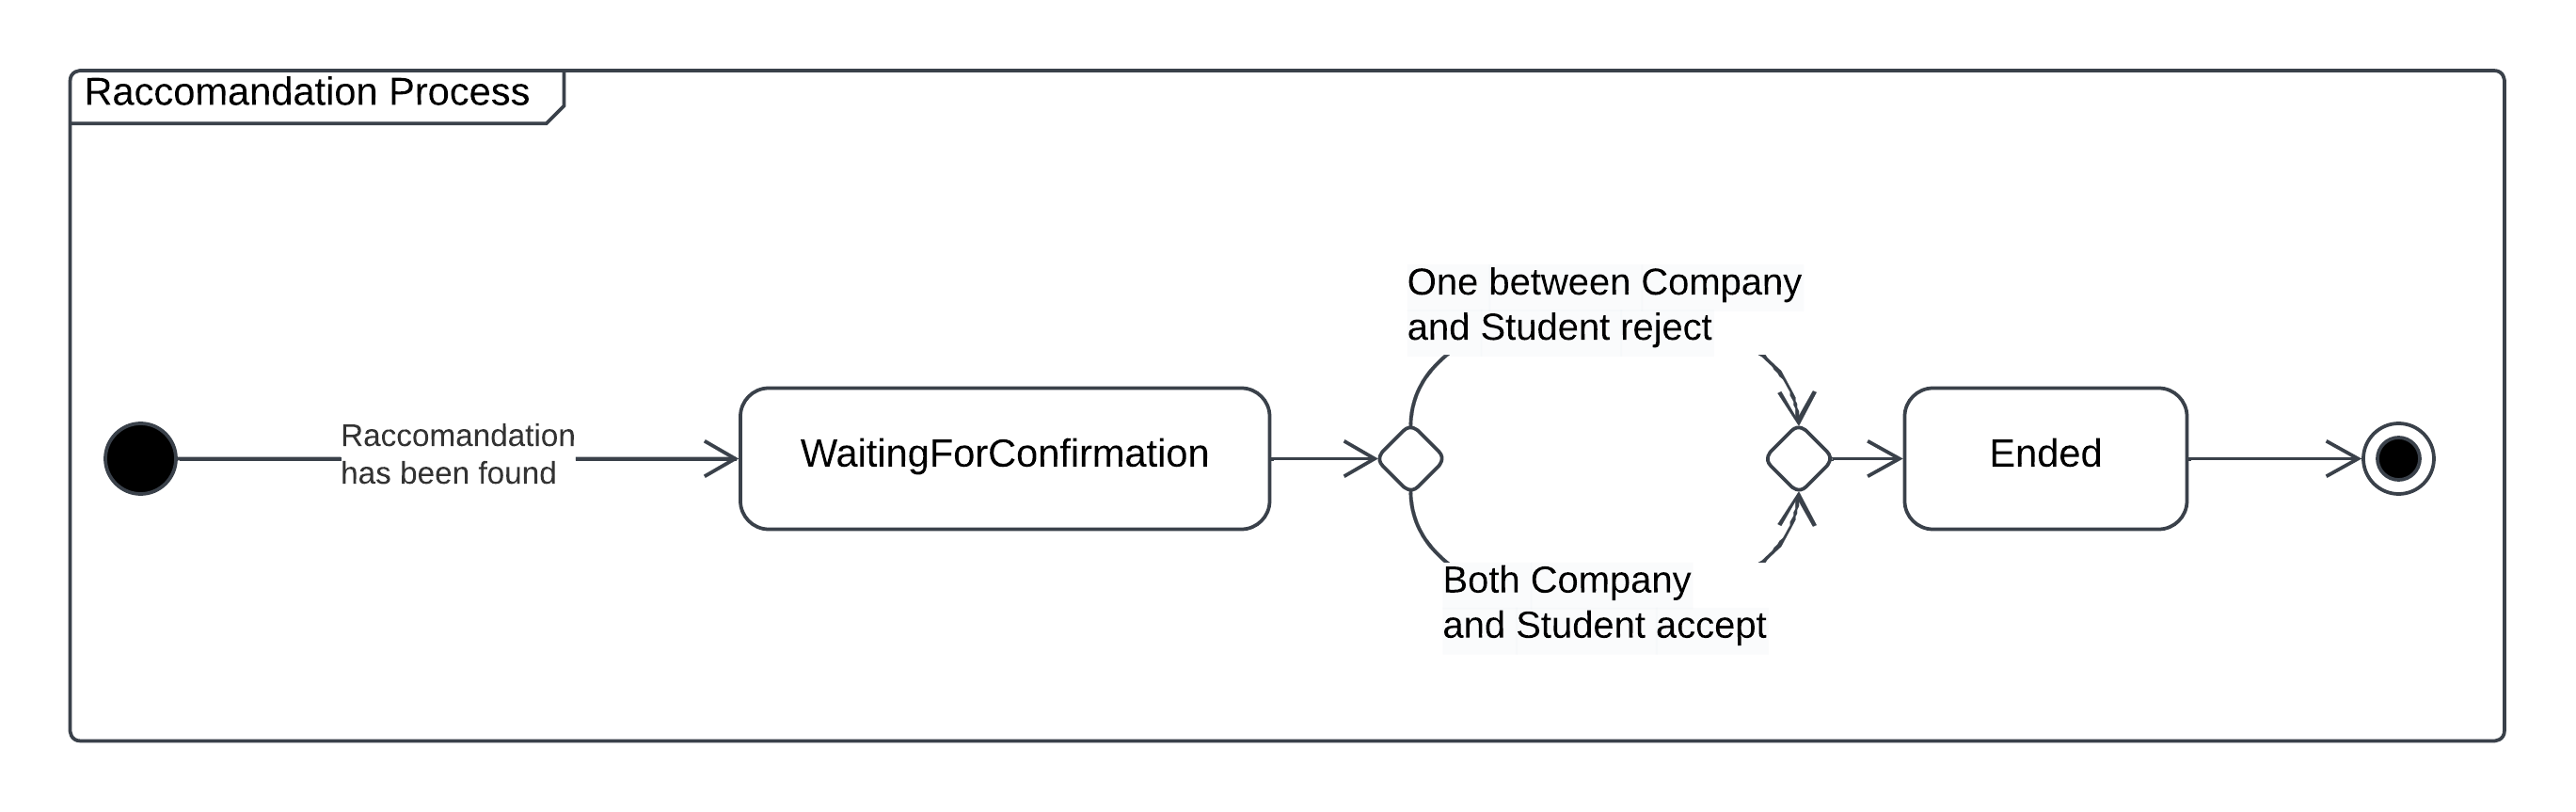 Raccomandation Process
One between Company
and Student reject
Raccomandation
has been found
WaitingForConfirmation
Ended
Both Company
and Student accept